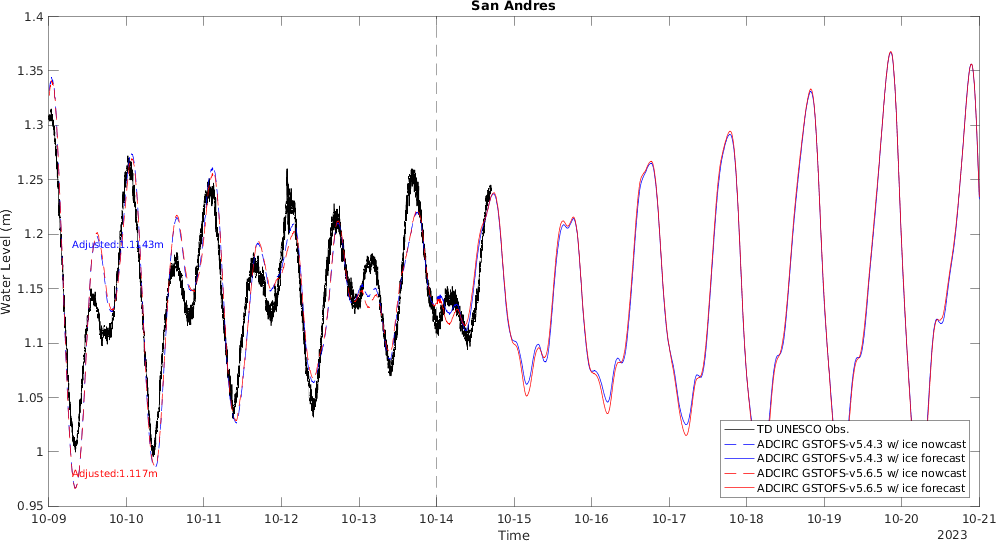 San Andres
Water Level (m)
1.4
1.35
1.3
1.25
1.2
1.15
1.1
1.05
1
0.95
Adjusted:1.1143m
Adjusted:1.117m
TD UNESCO Obs.
ADCIRC GSTOFS-v5.4.3 w/ ice nowcast
ADCIRC GSTOFS-v5.4.3 w/ ice forecast
ADCIRC GSTOFS-v5.6.5 w/ ice nowcast
ADCIRC GSTOFS-v5.6.5 w/ ice forecast
10-09 10-10 10-11 10-12 10-13 10-14 10-15 10-16 10-17 10-18 10-19 10-20 10-21
Time
2023